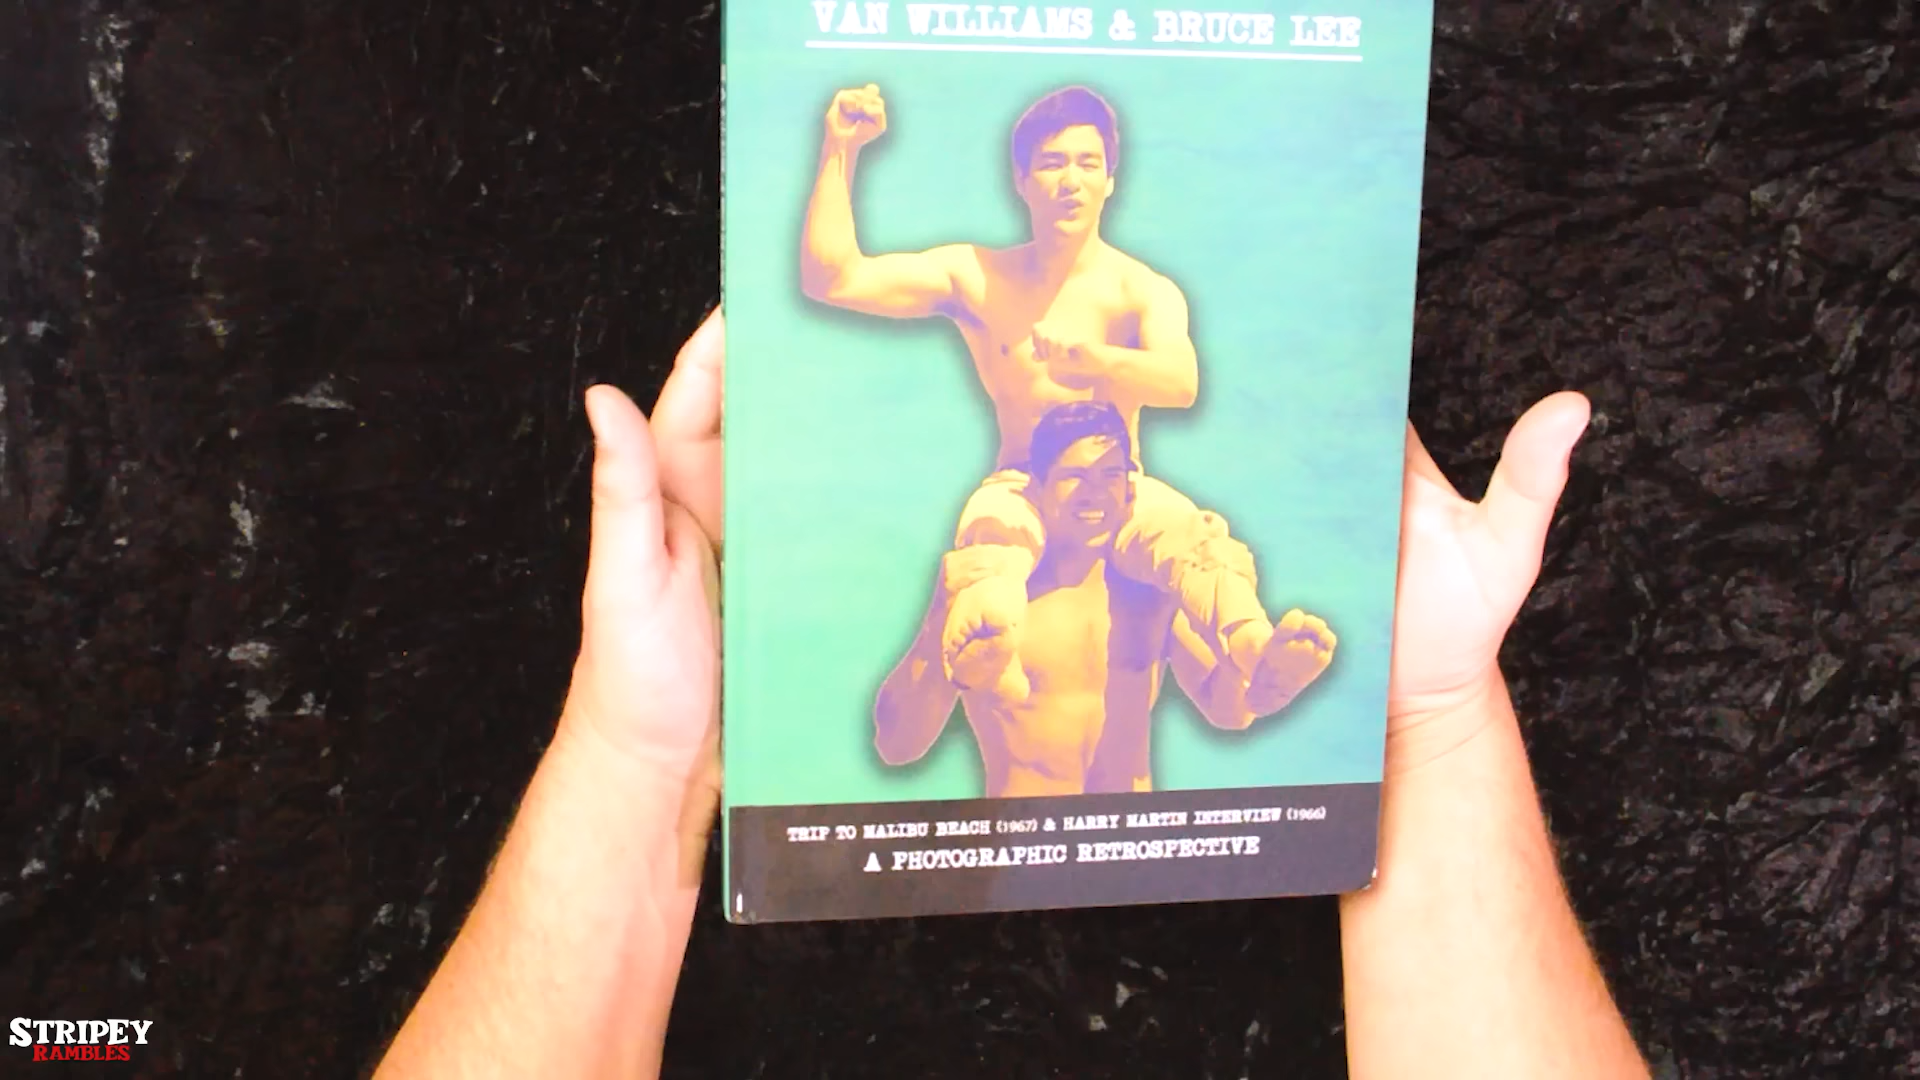 VAN WILLIAMS & BRUCE LEE
TRIP TO MALIBU BEACH (1967) & HARRY MARTIN INTERVIEW (1966)
A PHOTOGRAPHIC RETROSPECTIVE
STRIPEY
RAMBLES